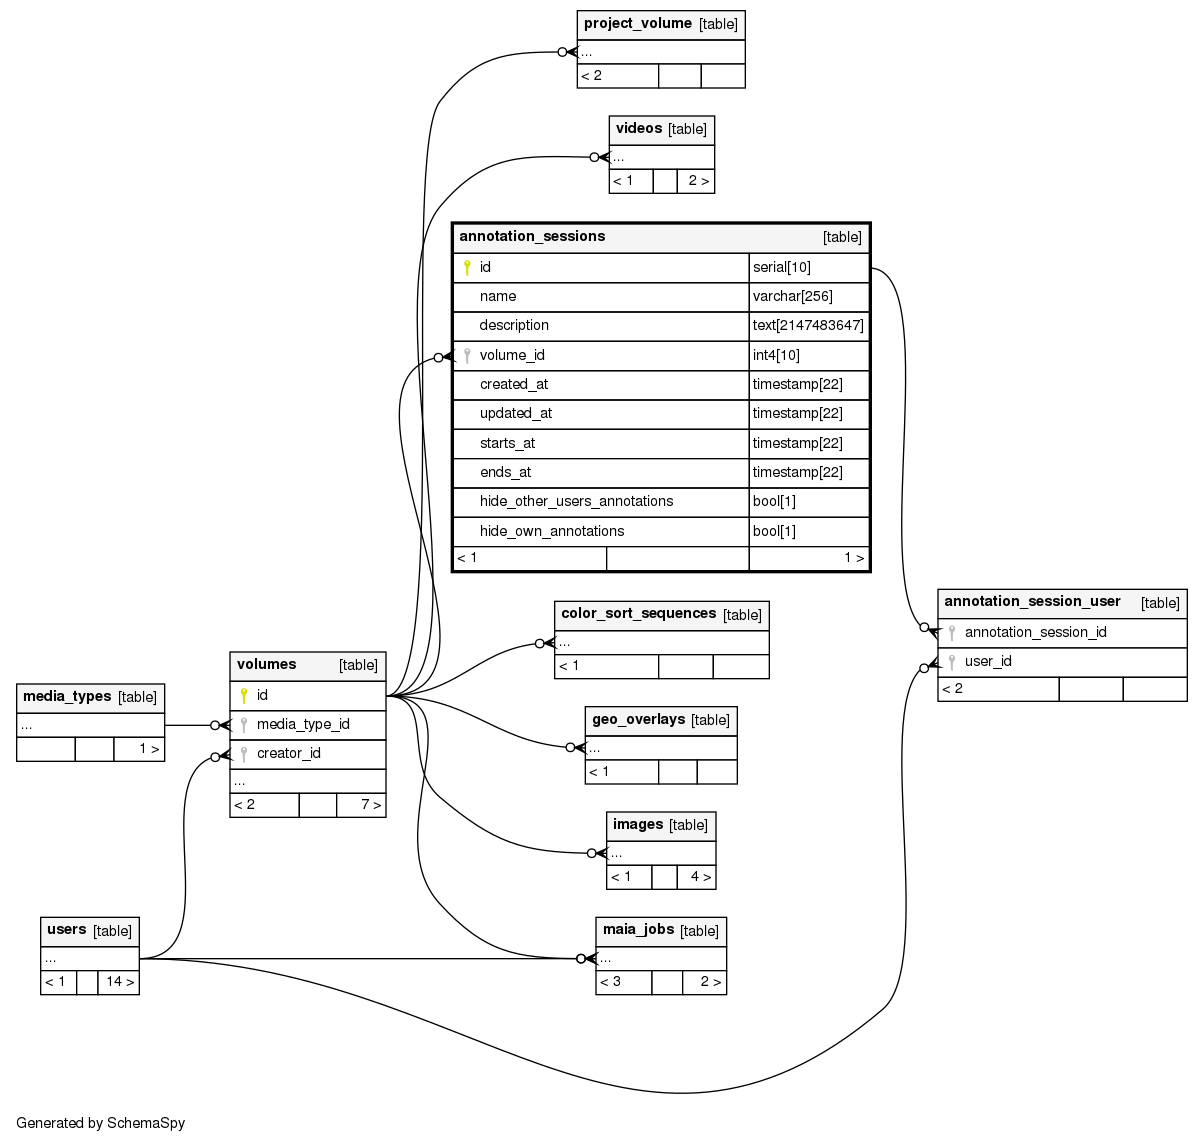 project_volume [table]
...
< 2
videos [table]
...
< 1 2 >
annotation_sessions [table]
id serial[10]
name varchar[256]
description text[2147483647]
volume_id int4[10]
created_at timestamp[22]
updated_at timestamp[22]
starts_at timestamp[22]
ends_at timestamp[22]
hide_other_users_annotations bool[1]
hide_own_annotations bool[1]
< 1 1 >
annotation_session_user [table]
annotation_session_id
user_id
< 2
color_sort_sequences [table]
...
< 1
volumes [table]
id
media_type_id
creator_id
...
< 2 7 >
media_types [table]
...
1 >
geo_overlays [table]
...
< 1
images [table]
...
< 1 4 >
users [table]
...
< 1 14 >
maia_jobs [table]
...
< 3 2 >
Generated by SchemaSpy